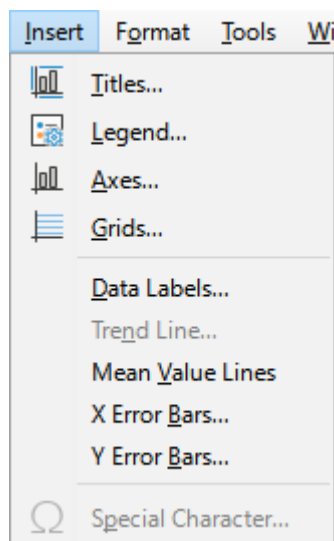 Insert Format Tools Wi
Titles...
Legend...
Axes...
Grids...
Data Labels...
Trend Line...
Mean Value Lines
X Error Bars...
Y Error Bars...
Special Character...